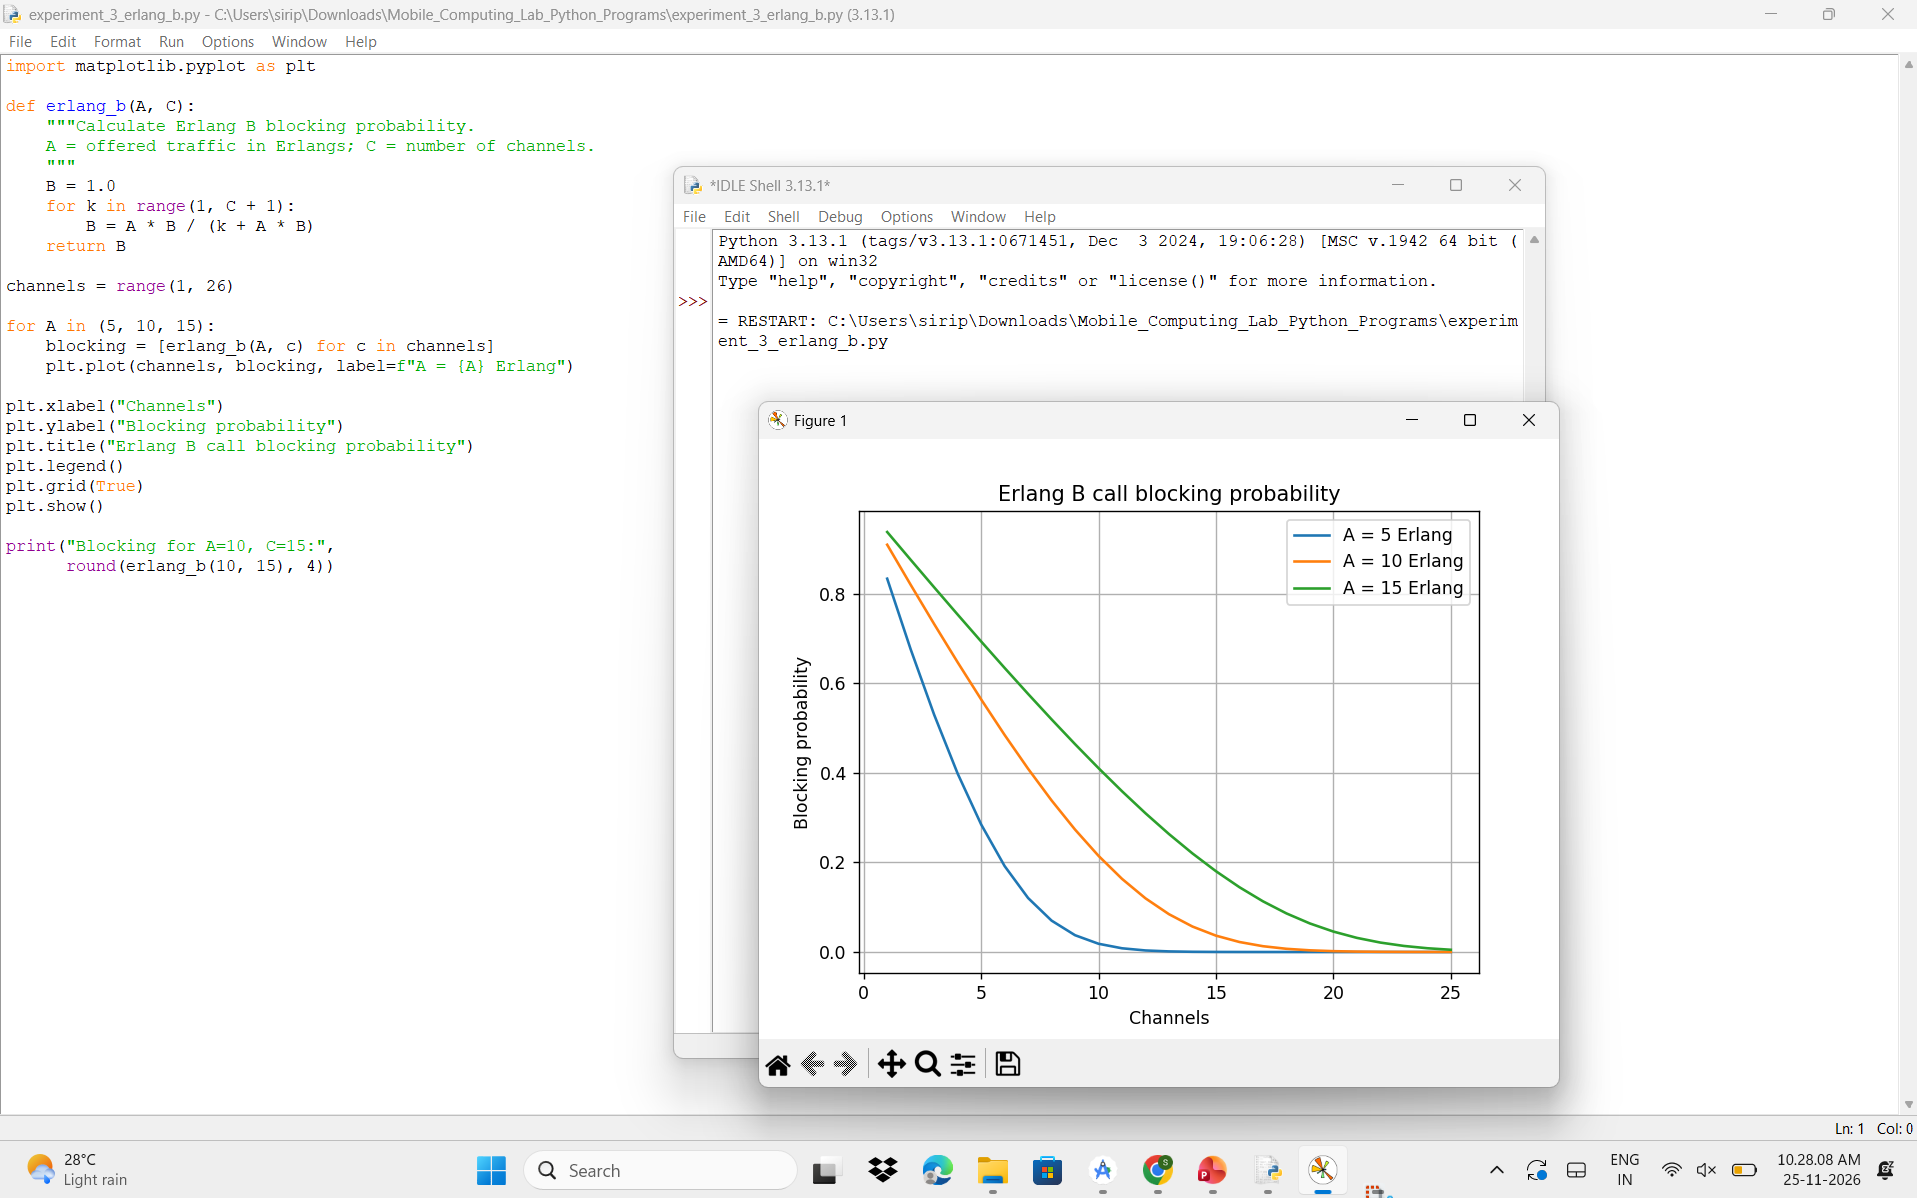 experiment_3_erlang_b.py - C:\Users\sirip\Downloads\Mobile_Computing_Lab_Python_Programs\experiment_3_erlang_b.py (3.13.1)
File Edit Format Run Options Window Help
import matplotlib.pyplot as plt
def erlang_b(A, C):
    """Calculate Erlang B blocking probability.
    A = offered traffic in Erlangs; C = number of channels.
    """
    B = 1.0
    for k in range(1, C + 1):
        B = A * B / (k + A * B)
    return B
channels = range(1, 26)
for A in (5, 10, 15):
    blocking = [erlang_b(A, c) for c in channels]
    plt.plot(channels, blocking, label=f"A = {A} Erlang")
plt.xlabel("Channels")
plt.ylabel("Blocking probability")
plt.title("Erlang B call blocking probability")
plt.legend()
plt.grid(True)
plt.show()
print("Blocking for A=10, C=15:",
      round(erlang_b(10, 15), 4))
*IDLE Shell 3.13.1*
File Edit Shell Debug Options Window Help
Python 3.13.1 (tags/v3.13.1:0671451, Dec  3 2024, 19:06:28) [MSC v.1942 64 bit (
AMD64)] on win32
Type "help", "copyright", "credits" or "license()" for more information.
>>>
= RESTART: C:\Users\sirip\Downloads\Mobile_Computing_Lab_Python_Programs\experim
ent_3_erlang_b.py
Figure 1
Erlang B call blocking probability
A = 5 Erlang
A = 10 Erlang
A = 15 Erlang
Blocking probability
0.8
0.6
0.4
0.2
0.0
0 5 10 15 20 25
Channels
Ln: 1 Col: 0
28°C
Light rain
Search
ENG
IN
10.28.08 AM
25-11-2026